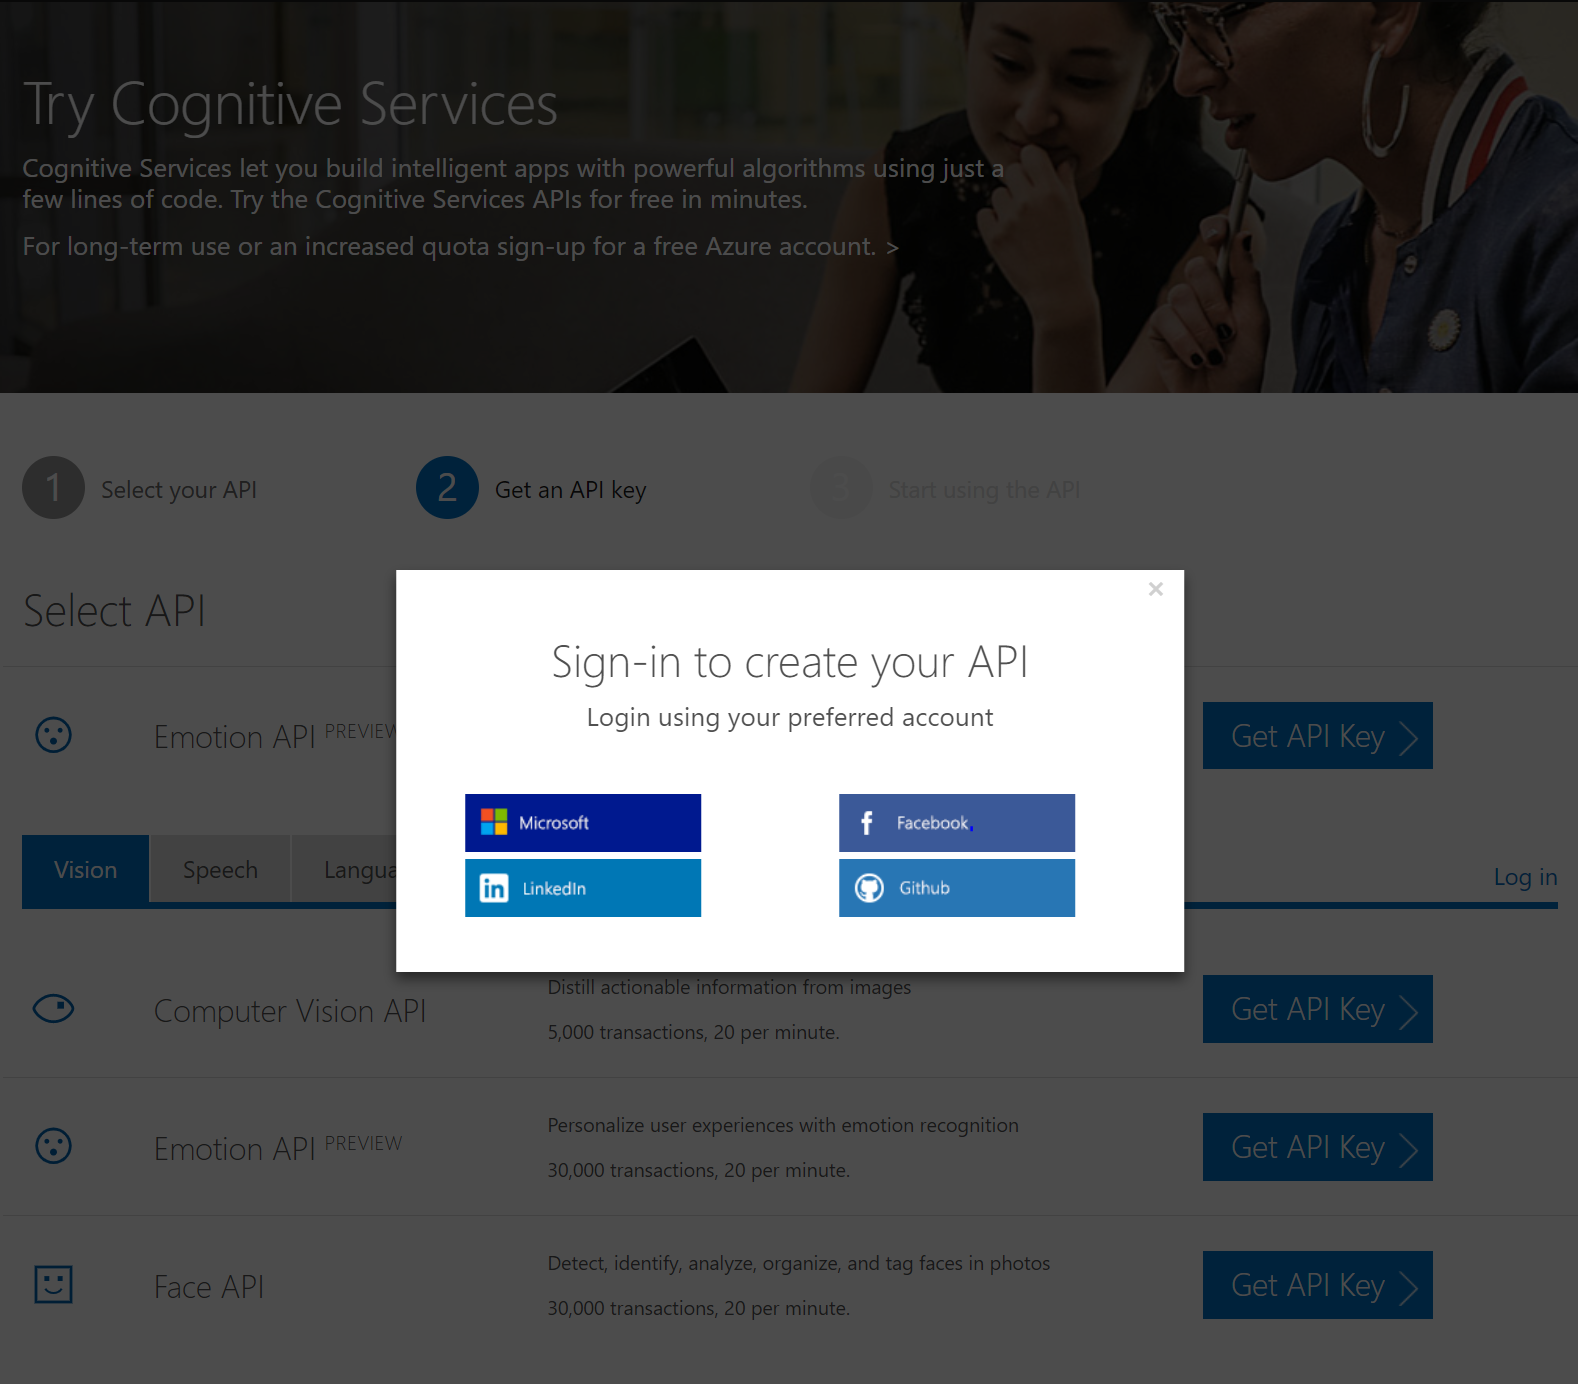 Try Cognitive Services
Cognitive Services let you build intelligent apps with powerful algorithms using just a
few lines of code. Try the Cognitive Services APIs for free in minutes.
For long-term use or an increased quota sign-up for a free Azure account. >
1 Select your API
2 Get an API key
3 Start using the API
Select API
Sign-in to create your API
Login using your preferred account
Emotion API PREVIEW
Get API Key
Microsoft
Facebook
LinkedIn
Github
Vision
Speech
Langua
Log in
Computer Vision API
Distill actionable information from images
5,000 transactions, 20 per minute.
Get API Key
Emotion API PREVIEW
Personalize user experiences with emotion recognition
30,000 transactions, 20 per minute.
Get API Key
Face API
Detect, identify, analyze, organize, and tag faces in photos
30,000 transactions, 20 per minute.
Get API Key